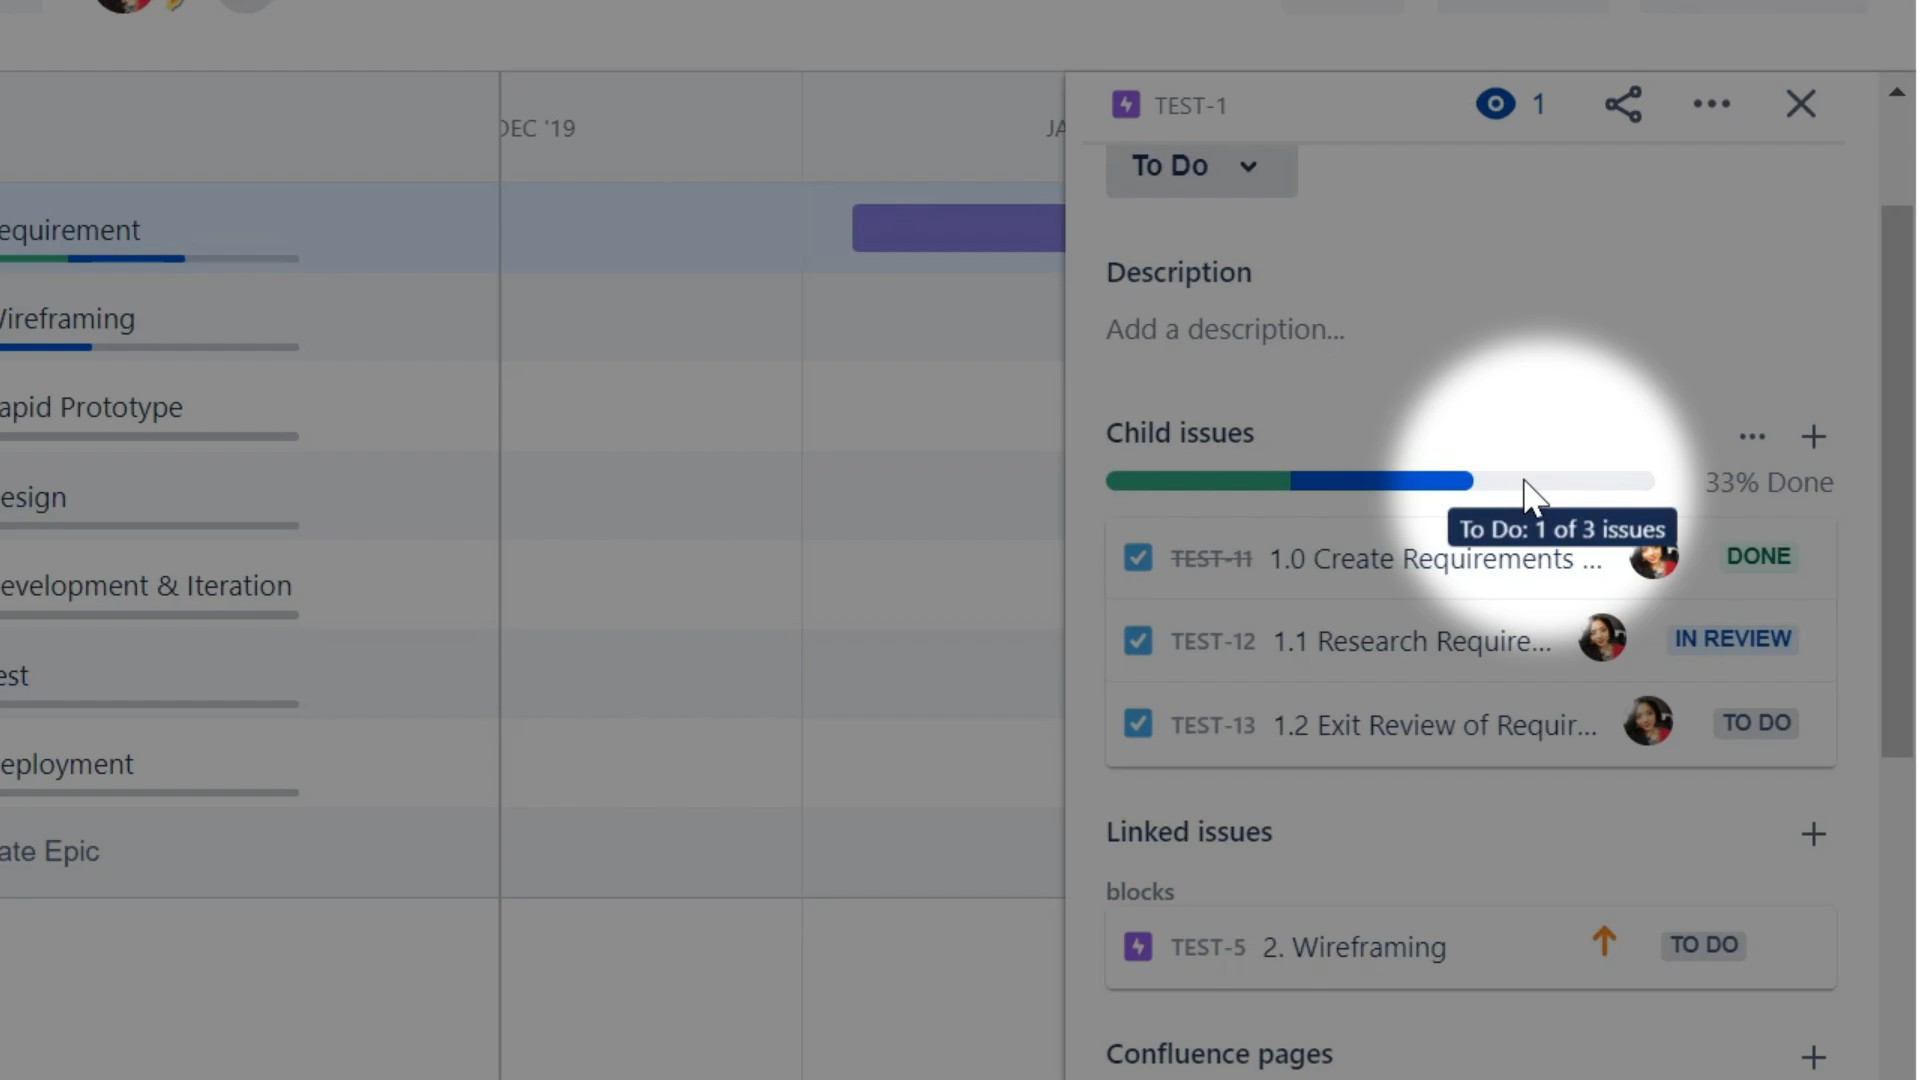 DEC '19
JA
equirement
ireframing
apid Prototype
esign
evelopment & Iteration
est
eployment
ate Epic
TEST-1
1
To Do
Description
Add a description...
Child issues
33% Done
To Do: 1 of 3 issues
TEST-11 1.0 Create Requirements ... DONE
TEST-12 1.1 Research Require... IN REVIEW
TEST-13 1.2 Exit Review of Requir... TO DO
Linked issues
blocks
TEST-5 2. Wireframing TO DO
Confluence pages